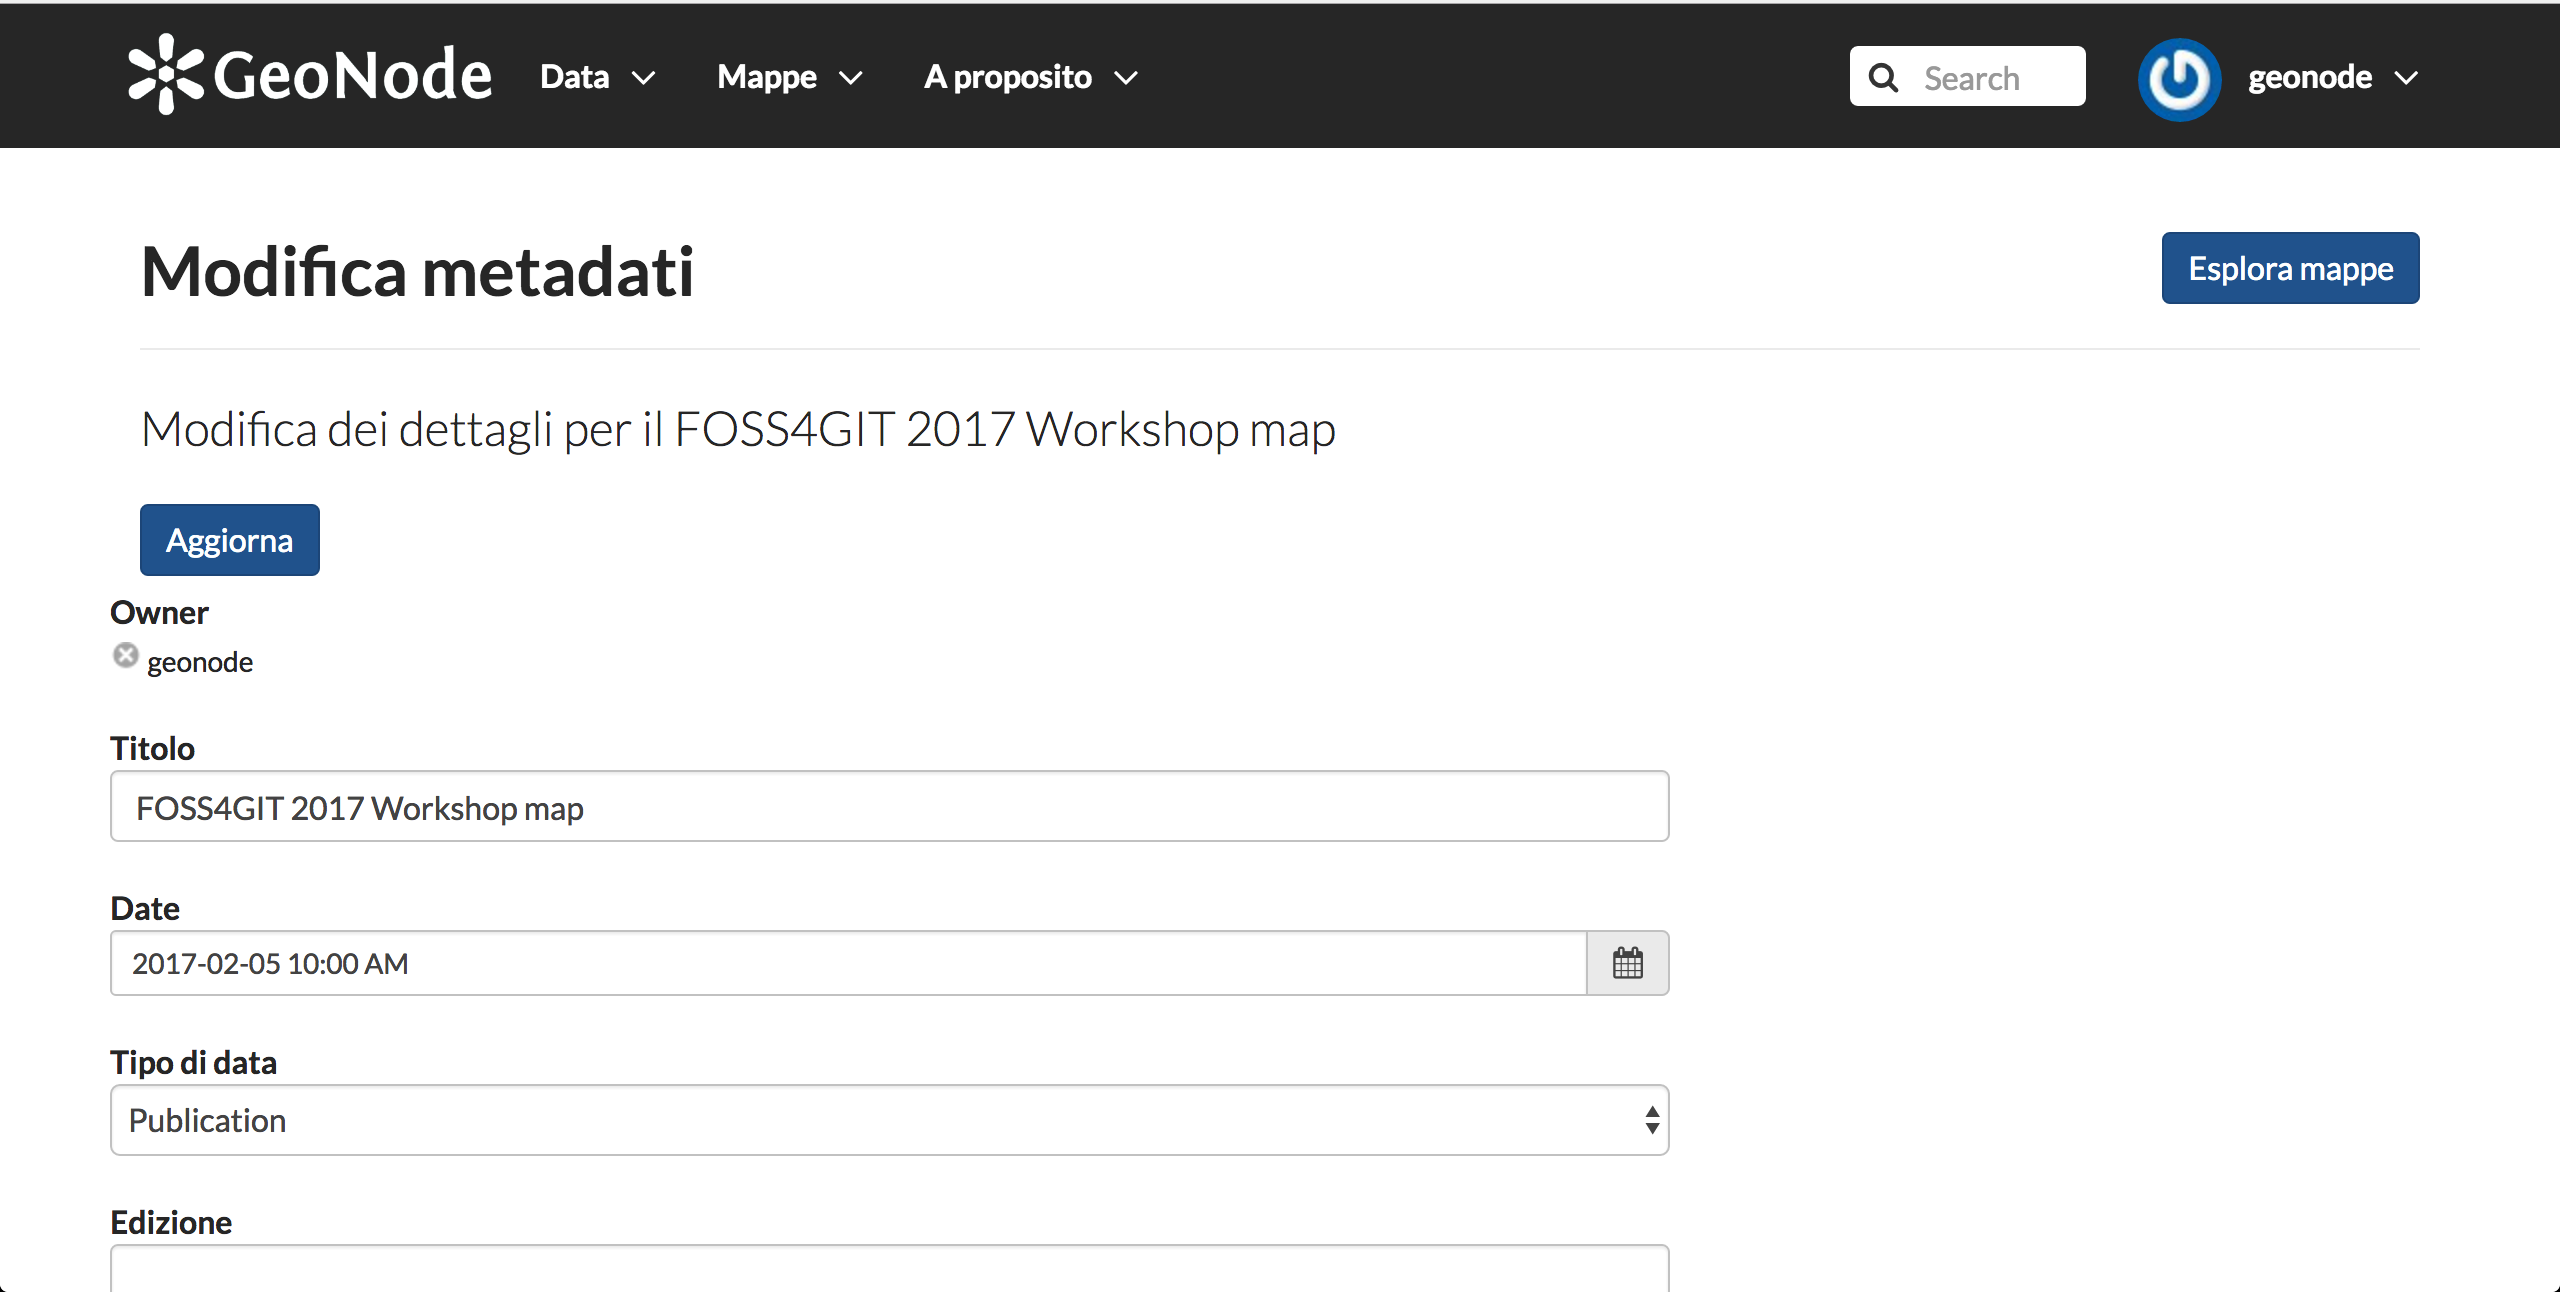 GeoNode Data Mappe A proposito Search geonode
Modifica metadati Esplora mappe
Modifica dei dettagli per il FOSS4GIT 2017 Workshop map
Aggiorna
Owner
geonode
Titolo
FOSS4GIT 2017 Workshop map
Date
2017-02-05 10:00 AM
Tipo di data
Publication
Edizione